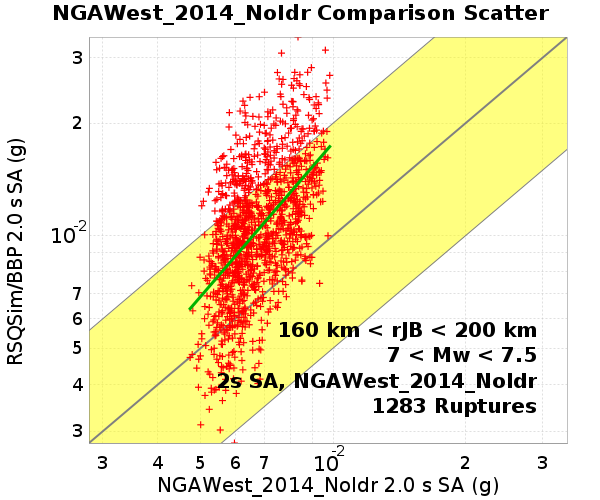 NGAWest_2014_NoIdr Comparison Scatter
RSQSim/BBP 2.0 s SA (g)
3
2
10-2
7
6
5
4
3
160 km < rJB < 200 km
7 < Mw < 7.5
2s SA, NGAWest_2014_NoIdr
1283 Ruptures
3 4 5 6 7 10-2 2 3
NGAWest_2014_NoIdr 2.0 s SA (g)